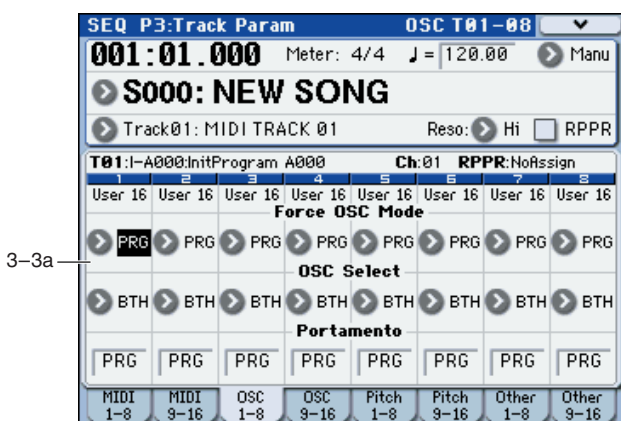 SEQ P3:Track Param OSC T01-08
001:01.000 Meter: 4/4 ♩= 120.00 Manu
S000: NEW SONG
Track01: MIDI TRACK 01 Reso: Hi RPPR
T01:I-A000:InitProgram A000 Ch:01 RPPR:NoAssign
1 2 3 4 5 6 7 8
User 16 User 16 User 16 User 16 User 16 User 16 User 16 User 16
Force OSC Mode
PRG PRG PRG PRG PRG PRG PRG PRG
3-3a
OSC Select
BTH BTH BTH BTH BTH BTH BTH BTH
Portamento
PRG PRG PRG PRG PRG PRG PRG PRG
MIDI MIDI OSC OSC Pitch Pitch Other Other
1-8 9-16 1-8 9-16 1-8 9-16 1-8 9-16